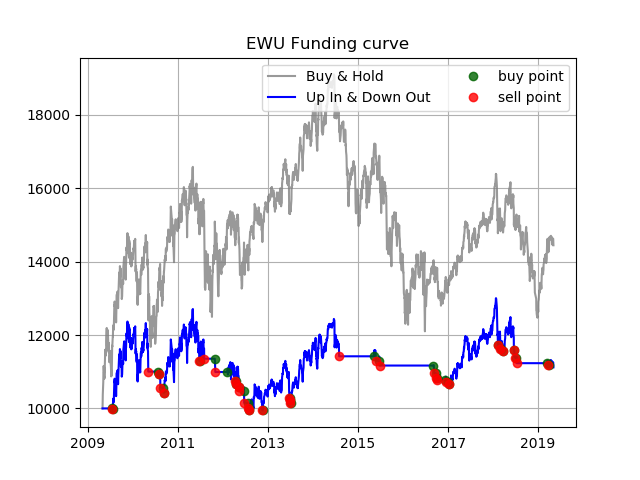 EWU Funding curve
Buy & Hold
Up In & Down Out
buy point
sell point
18000
16000
14000
12000
10000
2009
2011
2013
2015
2017
2019